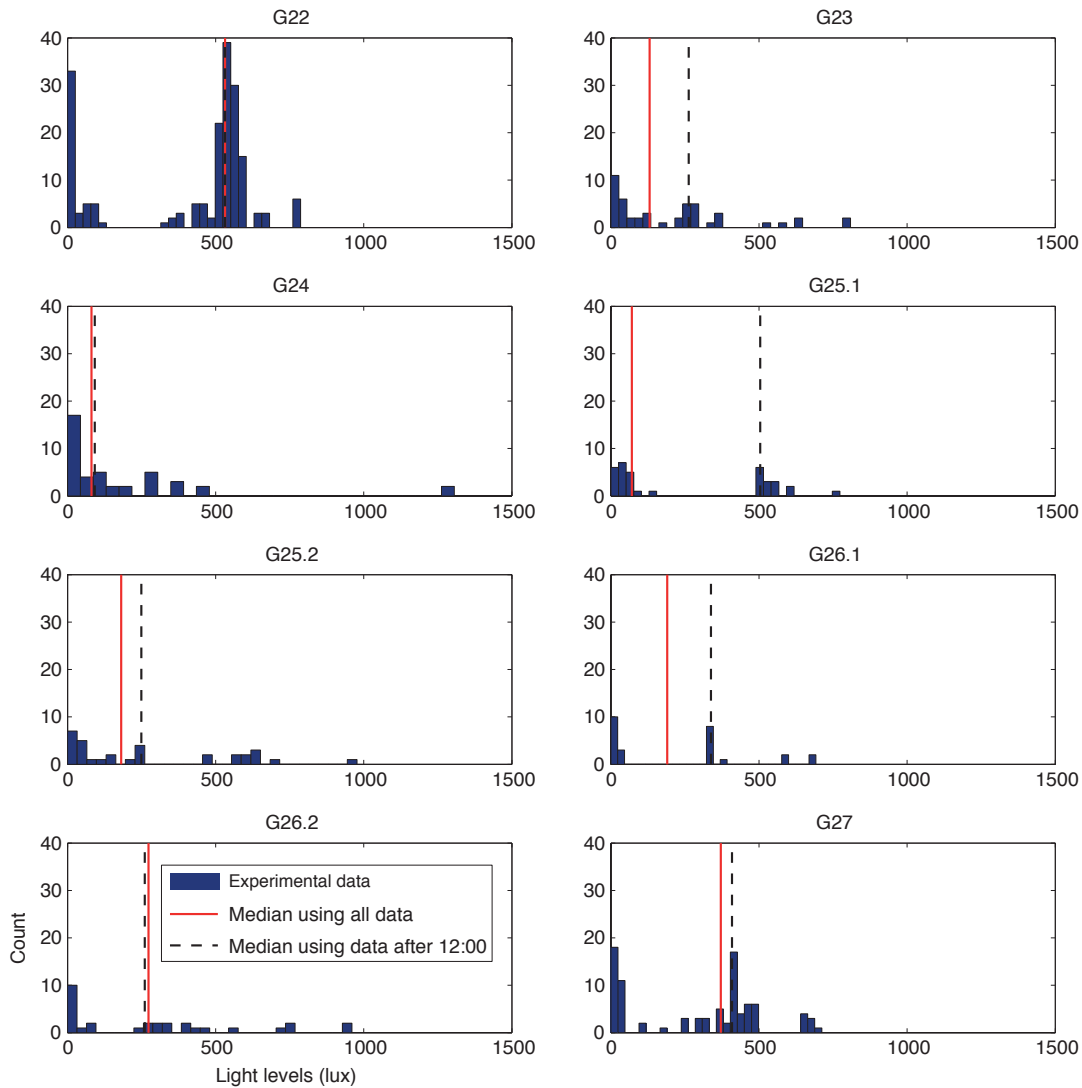 G22
40
30
20
10
0
0 500 1000 1500
G23
40
30
20
10
0
0 500 1000 1500
G24
40
30
20
10
0
0 500 1000 1500
G25.1
40
30
20
10
0
0 500 1000 1500
G25.2
40
30
20
10
0
0 500 1000 1500
G26.1
40
30
20
10
0
0 500 1000 1500
G26.2
Count
40
30
20
10
0
0 500 1000 1500
Experimental data
Median using all data
Median using data after 12:00
Light levels (lux)
G27
40
30
20
10
0
0 500 1000 1500